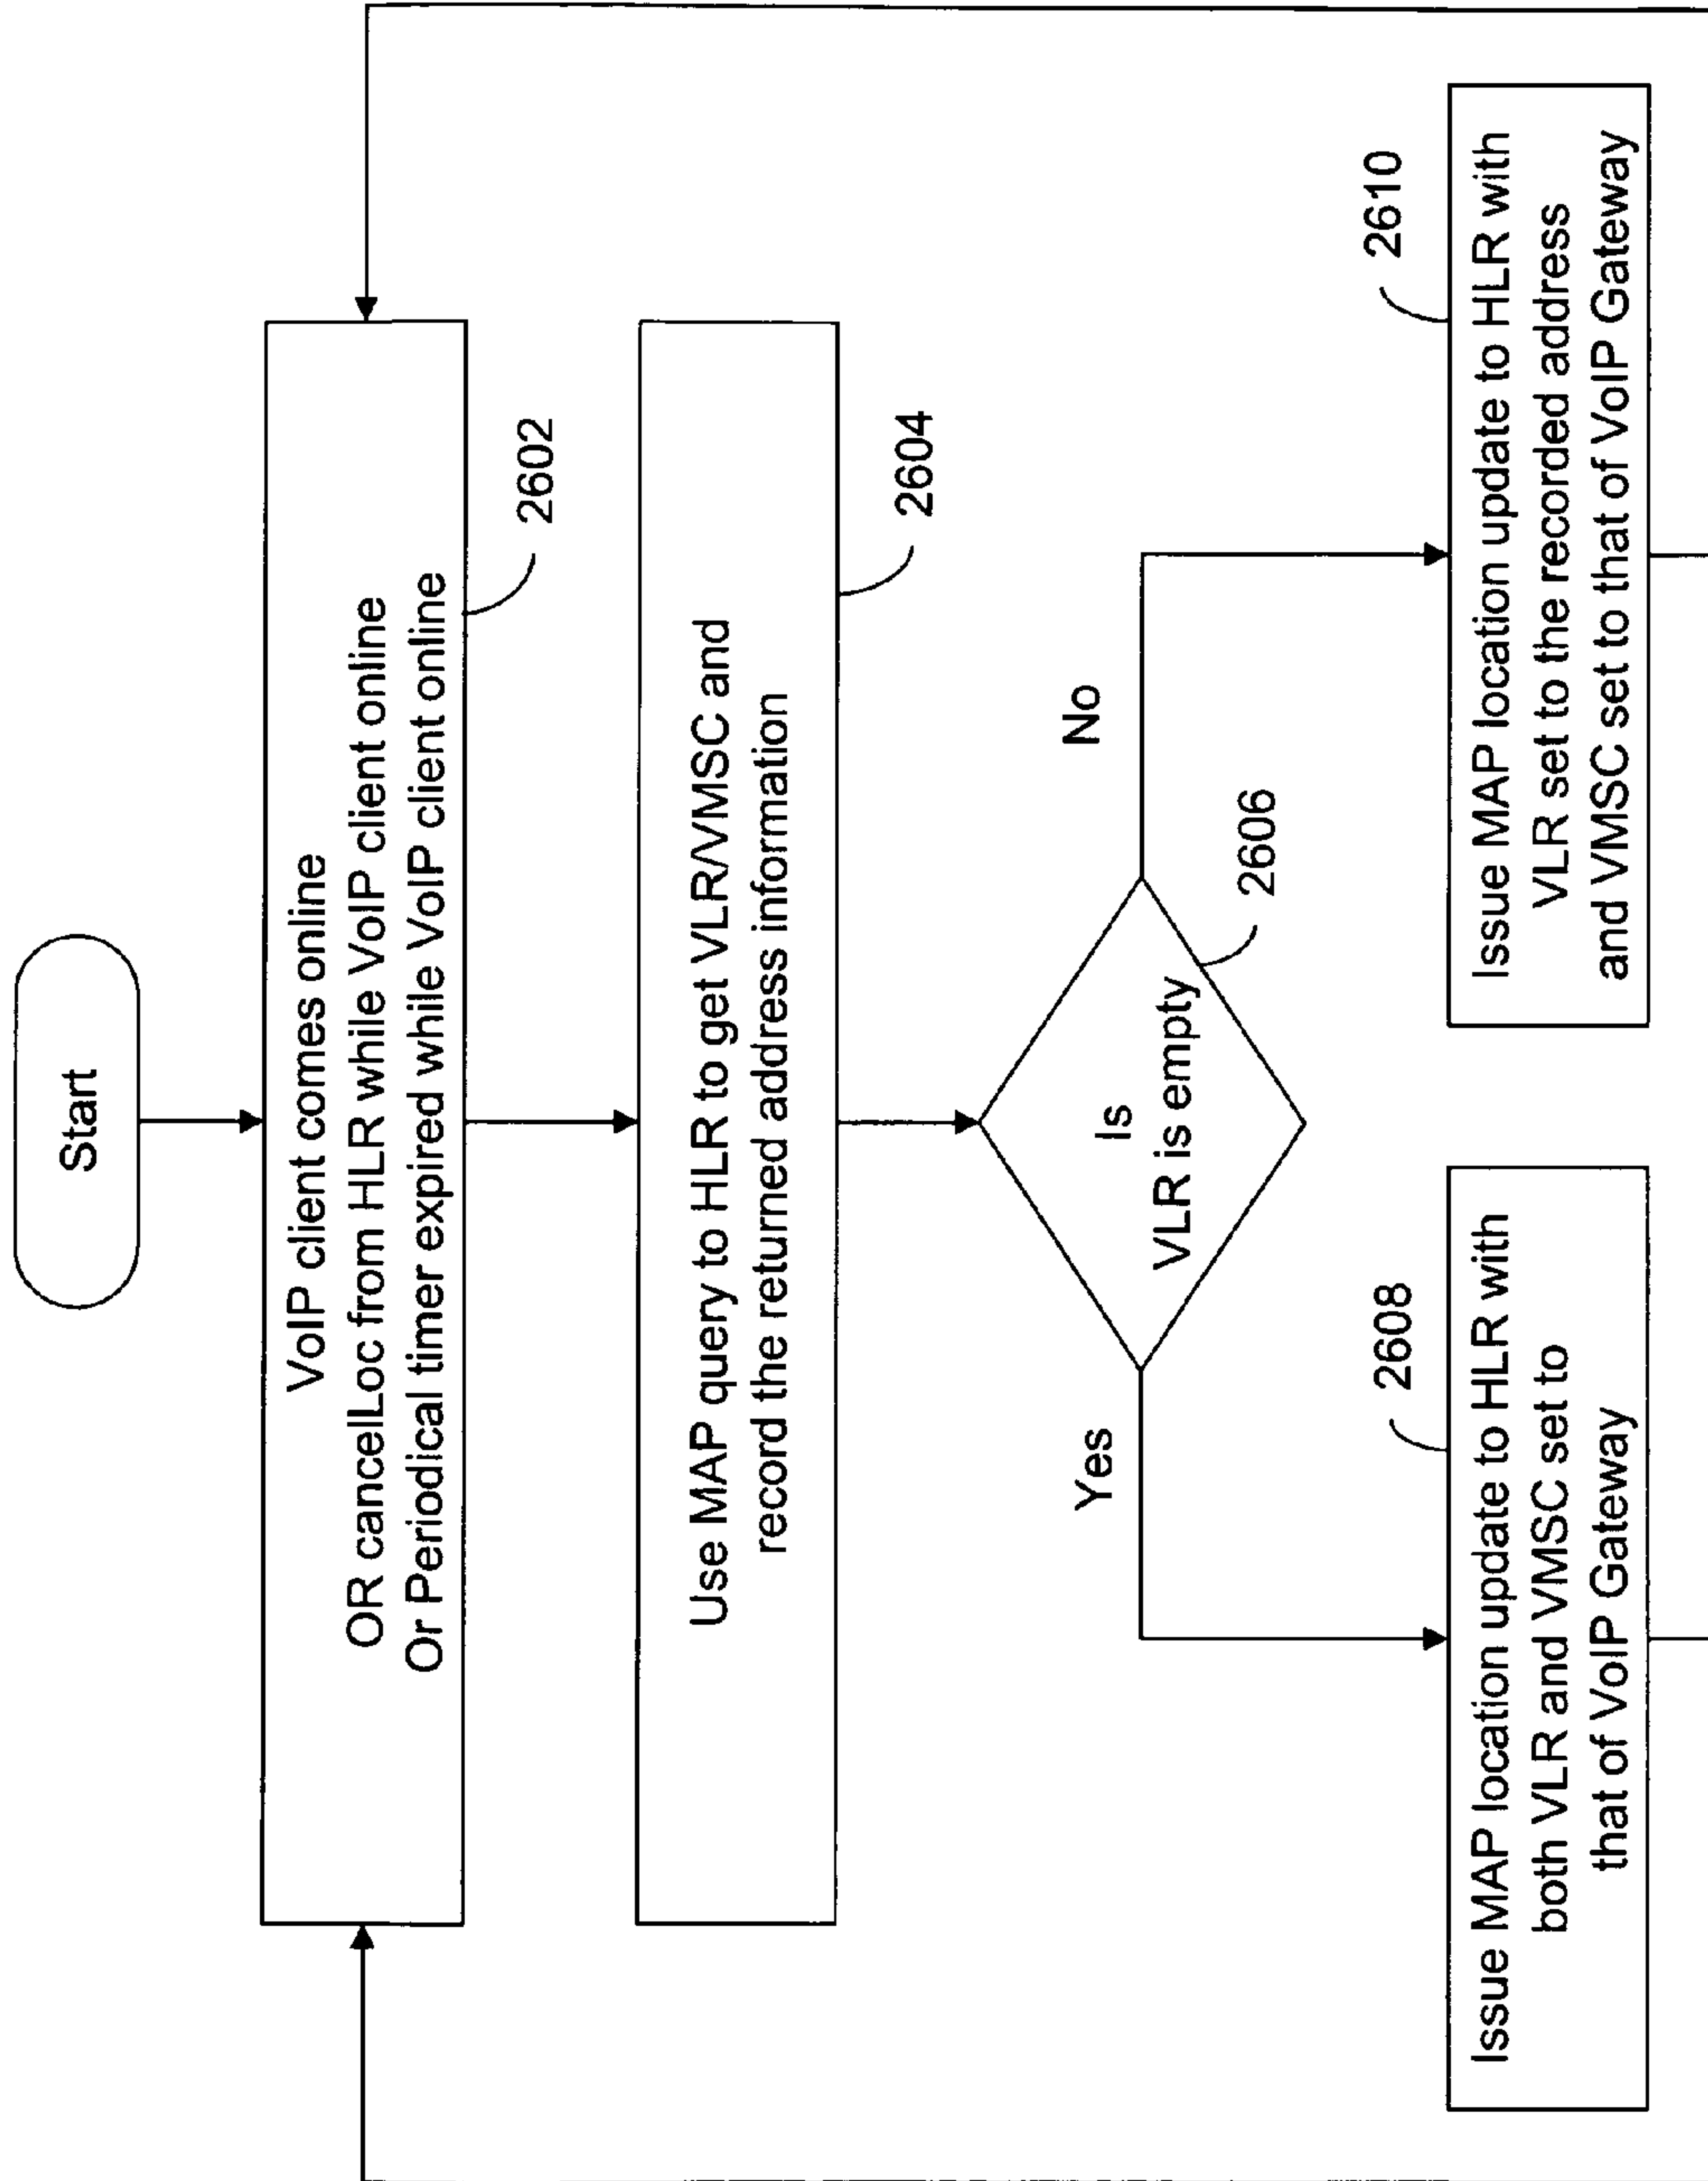 Start
VoIP client comes online
OR cancelLoc from HLR while VoIP client online
Or Periodical timer expired while VoIP client online
2602
Use MAP query to HLR to get VLR/VMSC and
record the returned address information
2604
Is
VLR is empty
2606
Yes
No
2608
Issue MAP location update to HLR with
both VLR and VMSC set to
that of VoIP Gateway
2610
Issue MAP location update to HLR with
VLR set to the recorded address
and VMSC set to that of VoIP Gateway